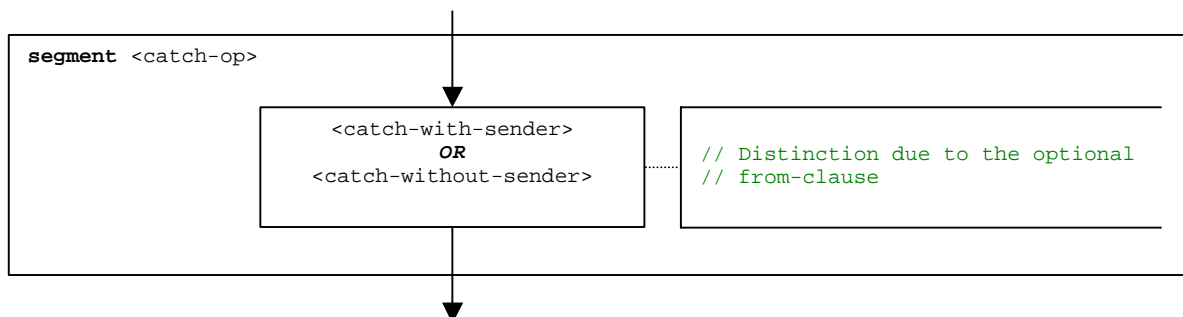 segment <catch-op>
<catch-with-sender>
OR
<catch-without-sender>
// Distinction due to the optional
// from-clause